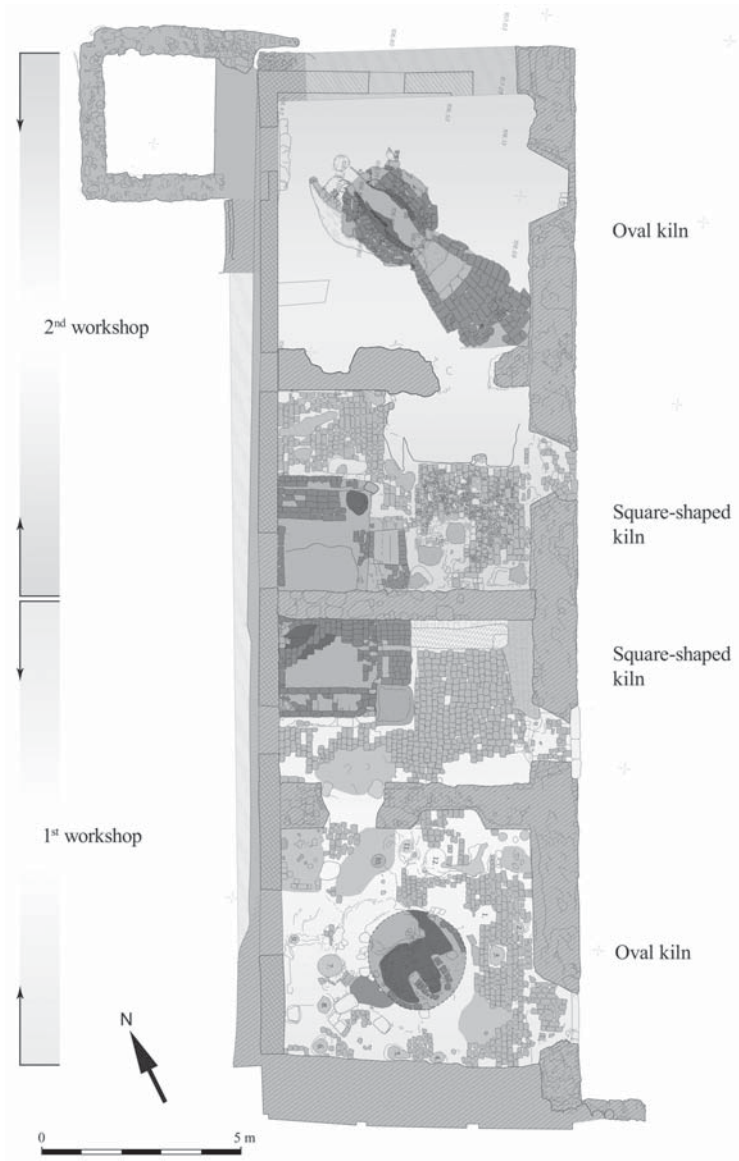 Oval kiln
2nd workshop
Square-shaped
kiln
Square-shaped
kiln
1st workshop
Oval kiln
N
0 5 m